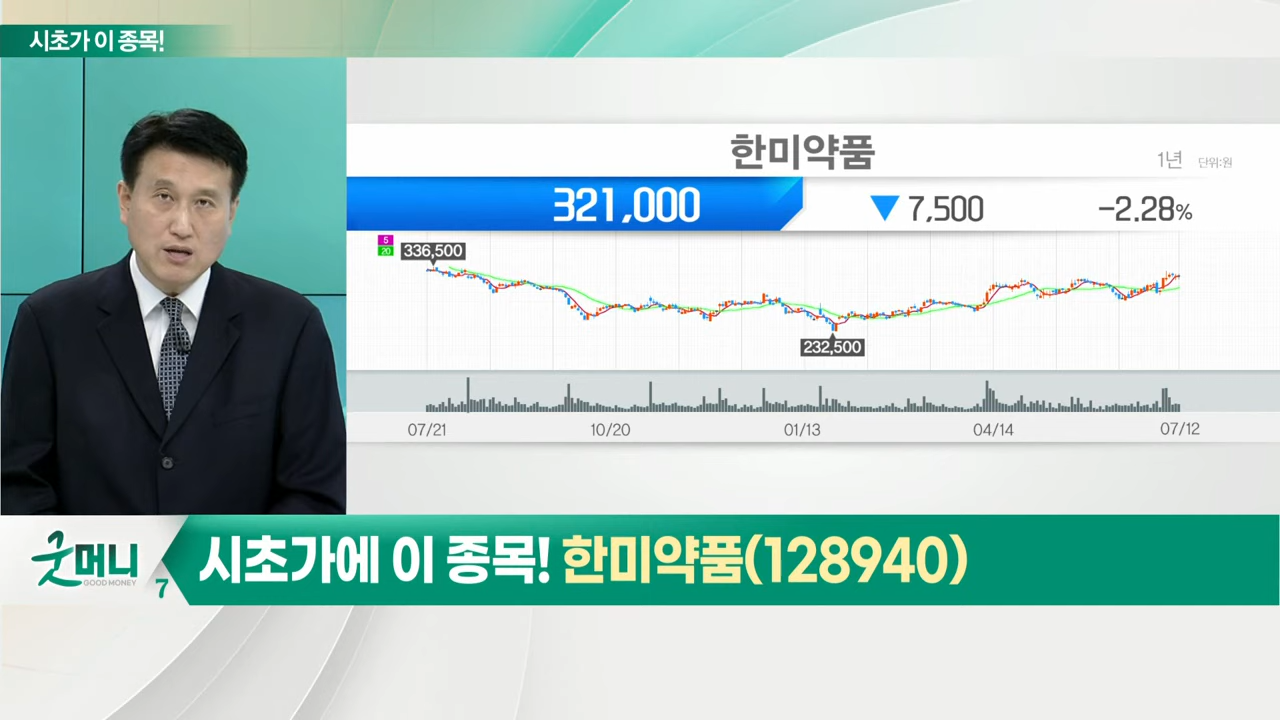 시초가 이 종목!
한미약품
1년 단위:원
321,000 ▼ 7,500 -2.28%
5
20
336,500
232,500
07/21 10/20 01/13 04/14 07/12
굿머니
GOOD MONEY
7
시초가에 이 종목! 한미약품(128940)